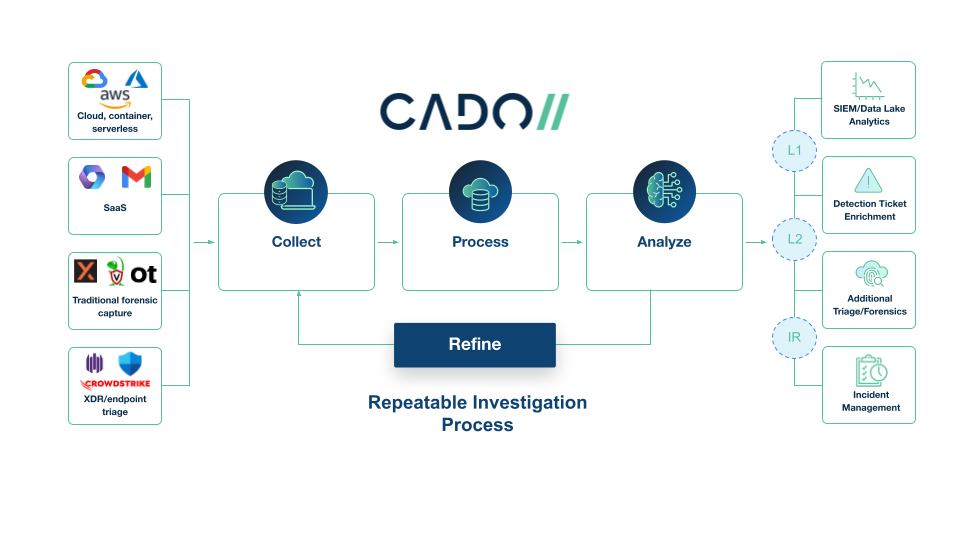 aws
Cloud, container,
serverless
SaaS
ot
Traditional forensic
capture
CROWDSTRIKE
XDR/endpoint
triage
CADO//
Collect
Process
Analyze
Refine
Repeatable Investigation
Process
L1
L2
IR
SIEM/Data Lake
Analytics
Detection Ticket
Enrichment
Additional
Triage/Forensics
Incident
Management